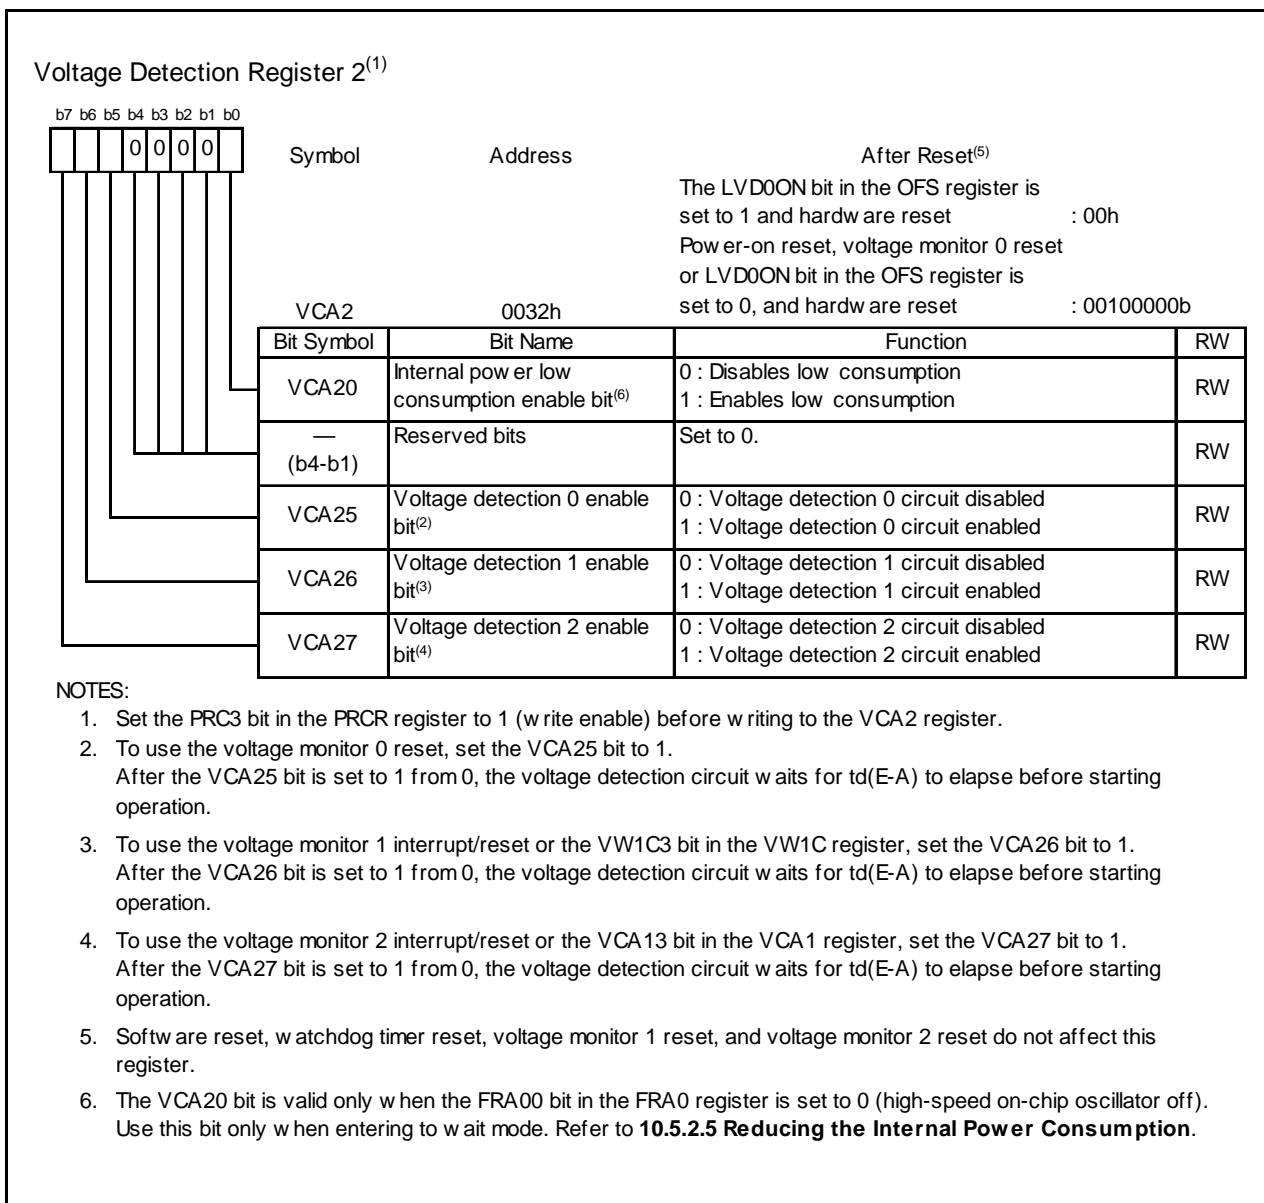 Voltage Detection Register 2(1)
b7 b6 b5 b4 b3 b2 b1 b0
0 0 0 0
Symbol Address After Reset(5)
The LVD0ON bit in the OFS register is
set to 1 and hardware reset : 00h
Power-on reset, voltage monitor 0 reset
or LVD0ON bit in the OFS register is
VCA2 0032h set to 0, and hardware reset : 00100000b
Bit Symbol Bit Name Function RW
VCA20 Internal power low consumption enable bit(6) 0 : Disables low consumption
1 : Enables low consumption RW
— (b4-b1) Reserved bits Set to 0. RW
VCA25 Voltage detection 0 enable bit(2) 0 : Voltage detection 0 circuit disabled
1 : Voltage detection 0 circuit enabled RW
VCA26 Voltage detection 1 enable bit(3) 0 : Voltage detection 1 circuit disabled
1 : Voltage detection 1 circuit enabled RW
VCA27 Voltage detection 2 enable bit(4) 0 : Voltage detection 2 circuit disabled
1 : Voltage detection 2 circuit enabled RW
NOTES:
1. Set the PRC3 bit in the PRCR register to 1 (write enable) before writing to the VCA2 register.
2. To use the voltage monitor 0 reset, set the VCA25 bit to 1.
After the VCA25 bit is set to 1 from 0, the voltage detection circuit waits for td(E-A) to elapse before starting
operation.
3. To use the voltage monitor 1 interrupt/reset or the VW1C3 bit in the VW1C register, set the VCA26 bit to 1.
After the VCA26 bit is set to 1 from 0, the voltage detection circuit waits for td(E-A) to elapse before starting
operation.
4. To use the voltage monitor 2 interrupt/reset or the VCA13 bit in the VCA1 register, set the VCA27 bit to 1.
After the VCA27 bit is set to 1 from 0, the voltage detection circuit waits for td(E-A) to elapse before starting
operation.
5. Software reset, watchdog timer reset, voltage monitor 1 reset, and voltage monitor 2 reset do not affect this
register.
6. The VCA20 bit is valid only when the FRA00 bit in the FRA0 register is set to 0 (high-speed on-chip oscillator off).
Use this bit only when entering to wait mode. Refer to 10.5.2.5 Reducing the Internal Power Consumption.